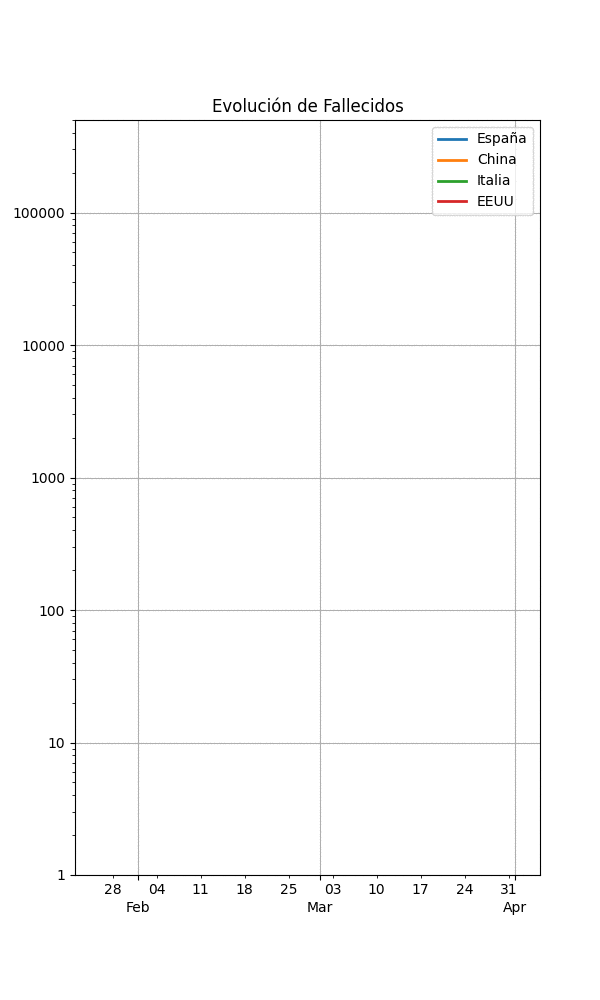 Evolución de Fallecidos
España
China
Italia
EEUU
100000
10000
1000
100
10
1
28 04 11 18 25 03 10 17 24 31
Feb Mar Apr